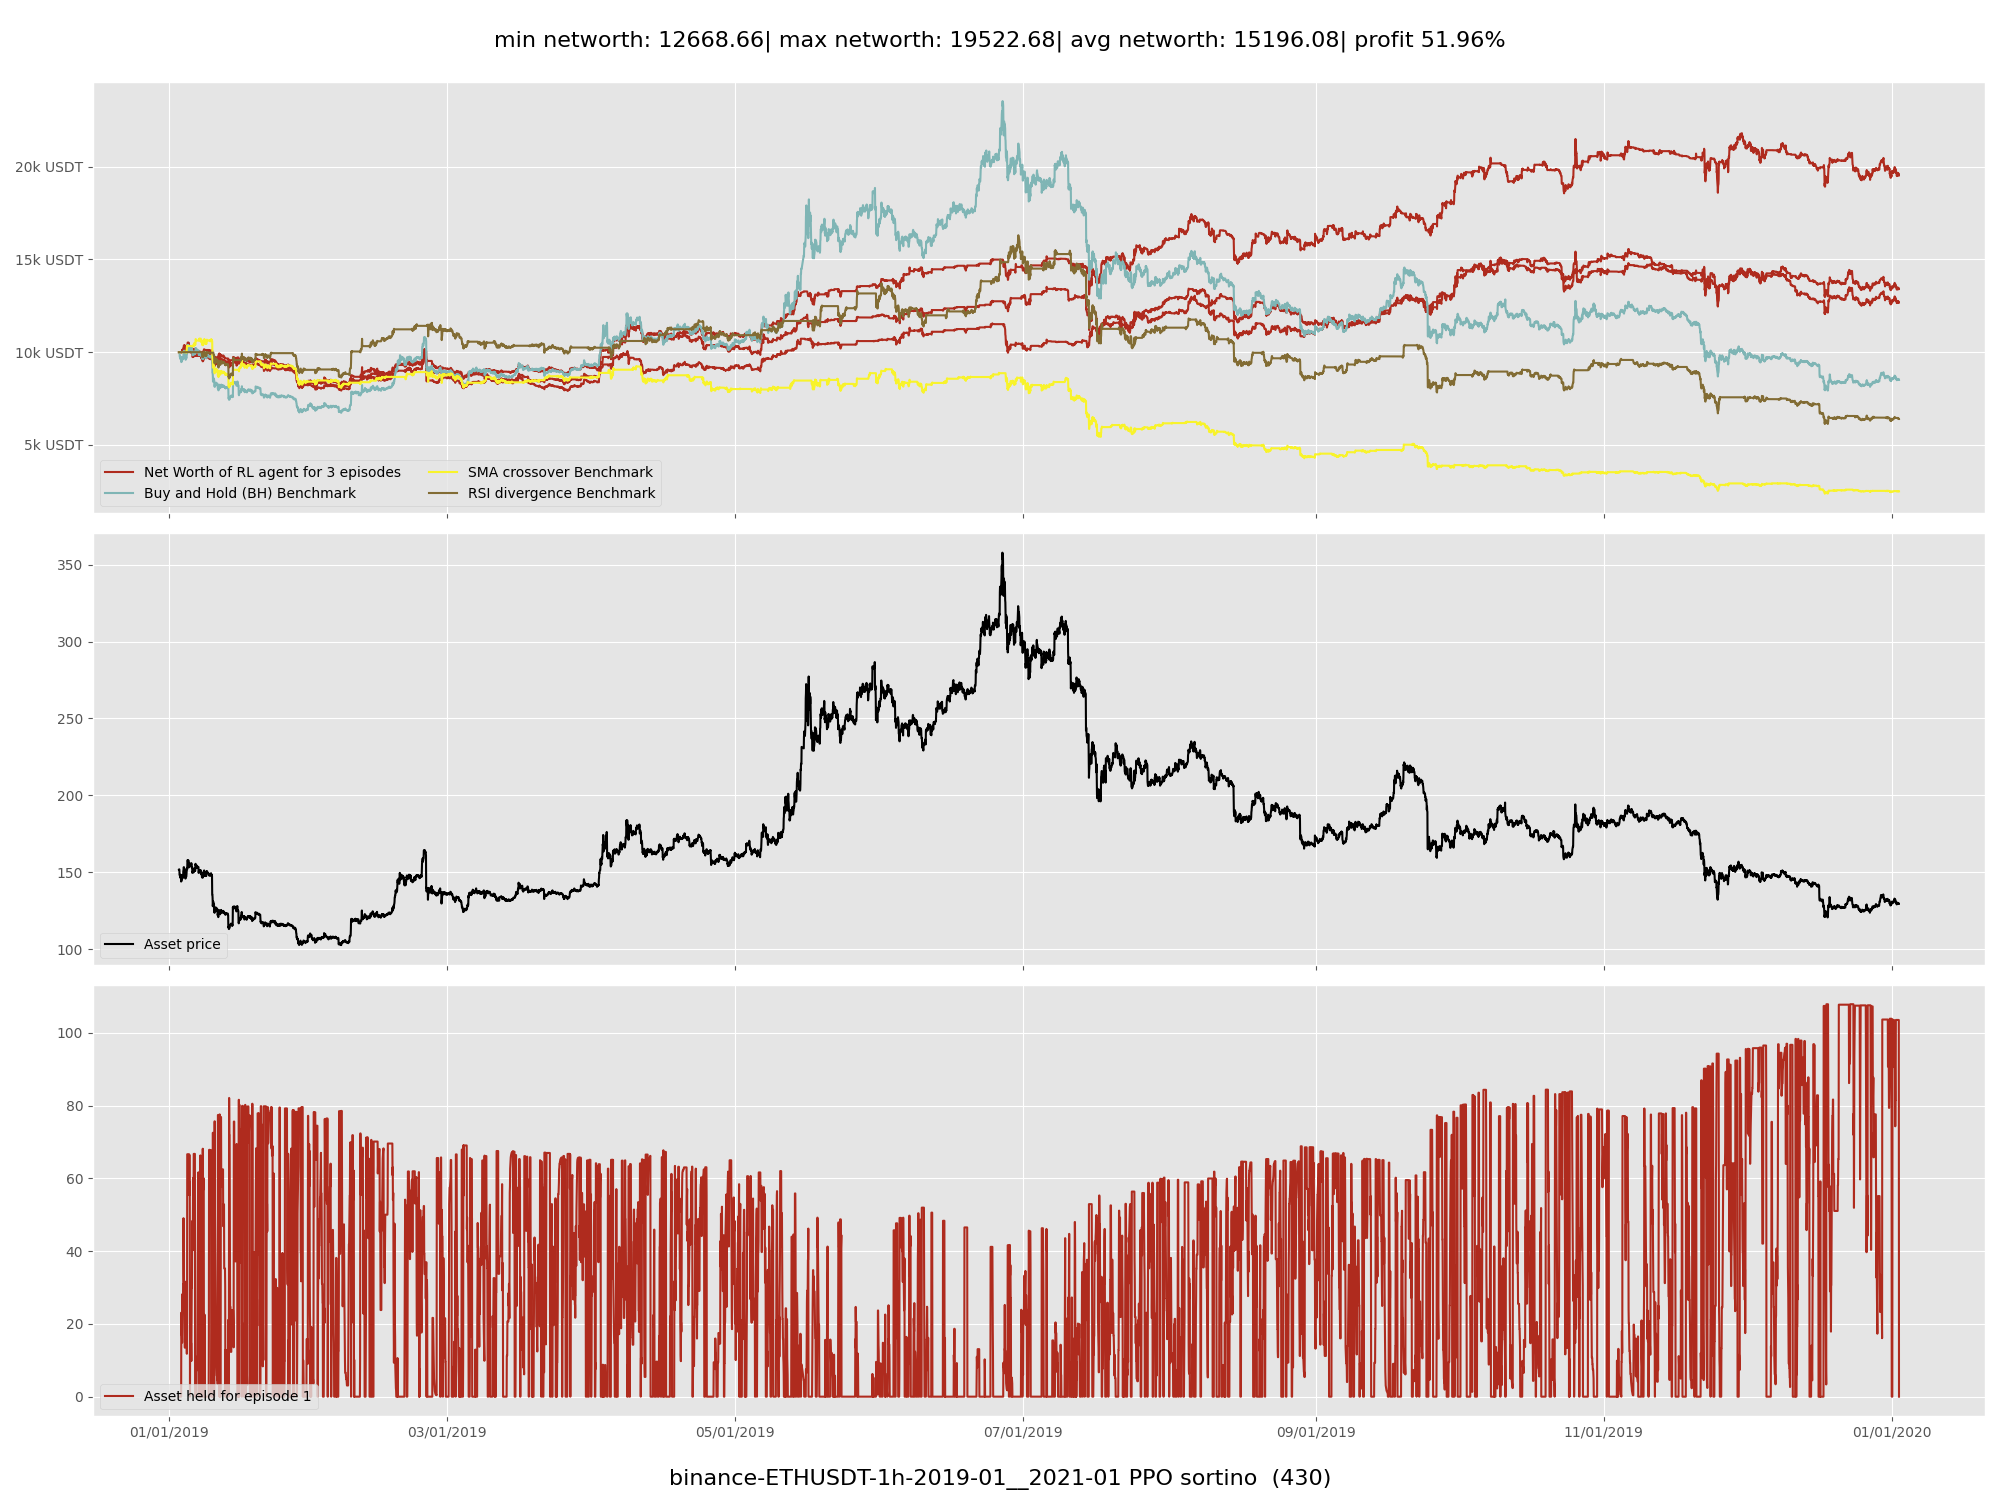 min networth: 12668.66| max networth: 19522.68| avg networth: 15196.08| profit 51.96%
20k USDT
15k USDT
10k USDT
5k USDT
Net Worth of RL agent for 3 episodes
Buy and Hold (BH) Benchmark
SMA crossover Benchmark
RSI divergence Benchmark
350
300
250
200
150
100
Asset price
100
80
60
40
20
0
Asset held for episode 1
01/01/2019 03/01/2019 05/01/2019 07/01/2019 09/01/2019 11/01/2019 01/01/2020
binance-ETHUSDT-1h-2019-01__2021-01 PPO sortino  (430)